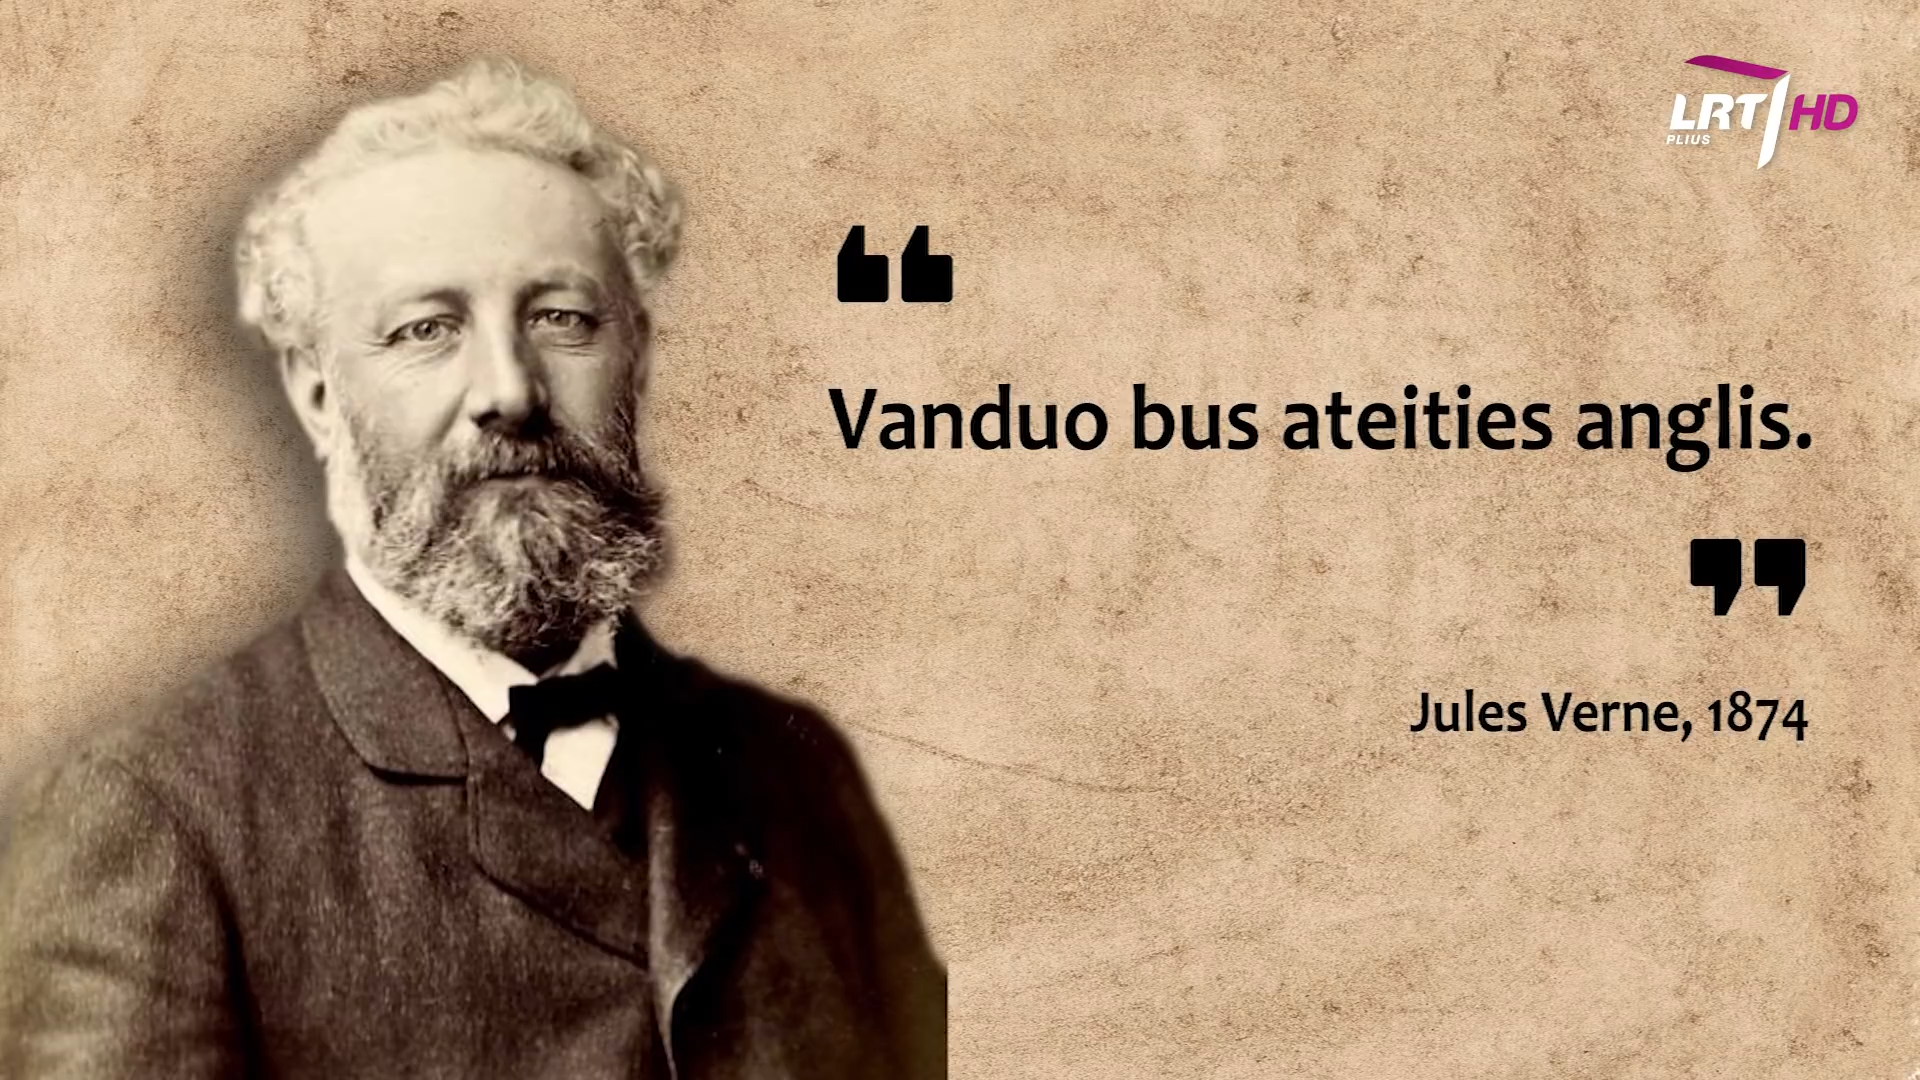 LRT HD
PLIUS
“
Vanduo bus ateities anglis.
”
Jules Verne, 1874